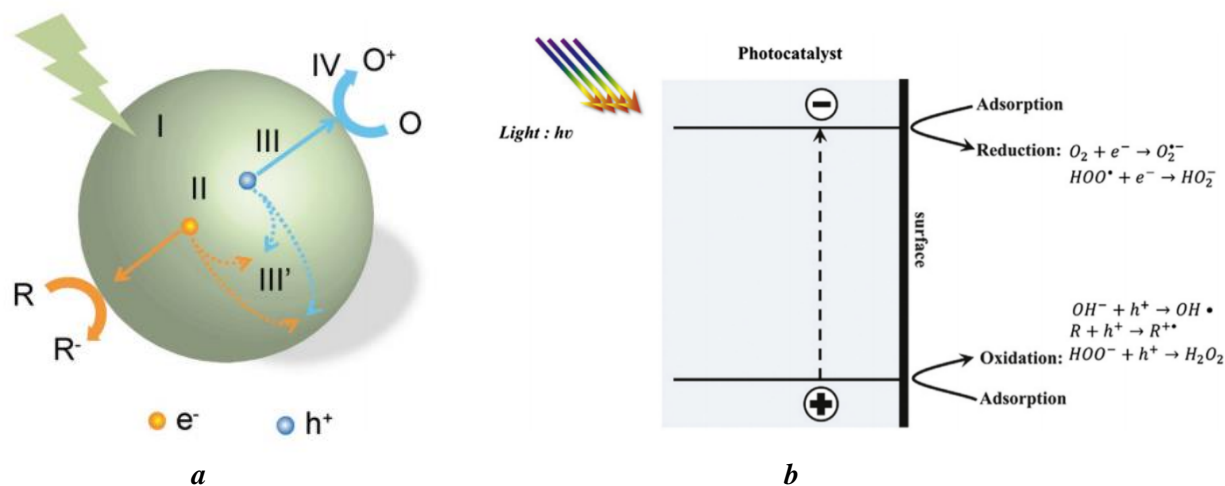 I
II
III
III'
IV
O⁺
O
R
R⁻
e⁻
h⁺
a
Light : hυ
Photocatalyst
Adsorption
Reduction: O₂ + e⁻ → O₂•⁻
HOO• + e⁻ → HO₂⁻
surface
OH⁻ + h⁺ → OH •
R + h⁺ → R⁺•
Oxidation: HOO⁻ + h⁺ → H₂O₂
Adsorption
b